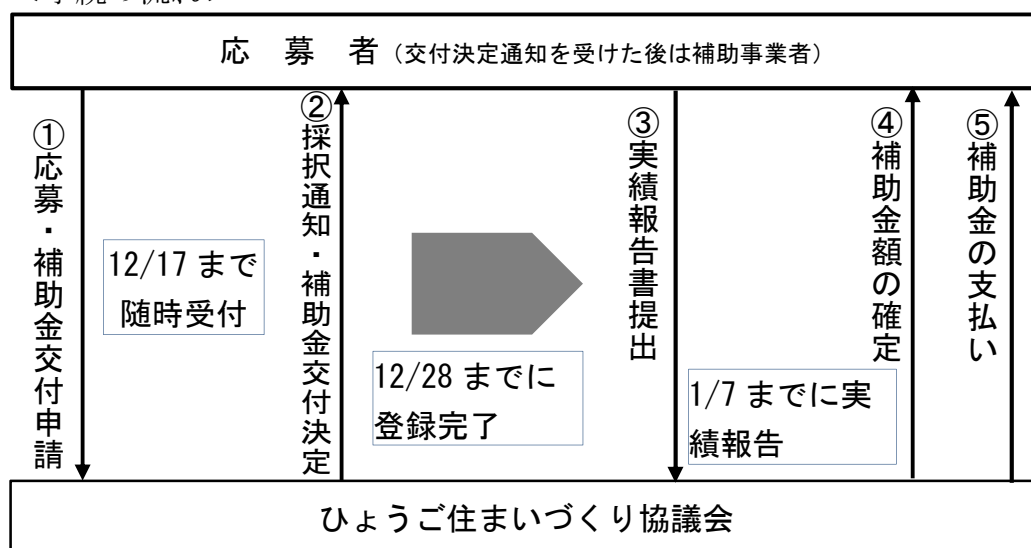 応募者(交付決定通知を受けた後は補助事業者)
①応募・補助金交付申請
12/17 まで
随時受付
②採択通知・補助金交付決定
12/28 までに
登録完了
③実績報告書提出
1/7 までに実
績報告
④補助金額の確定
⑤補助金の支払い
ひょうご住まいづくり協議会